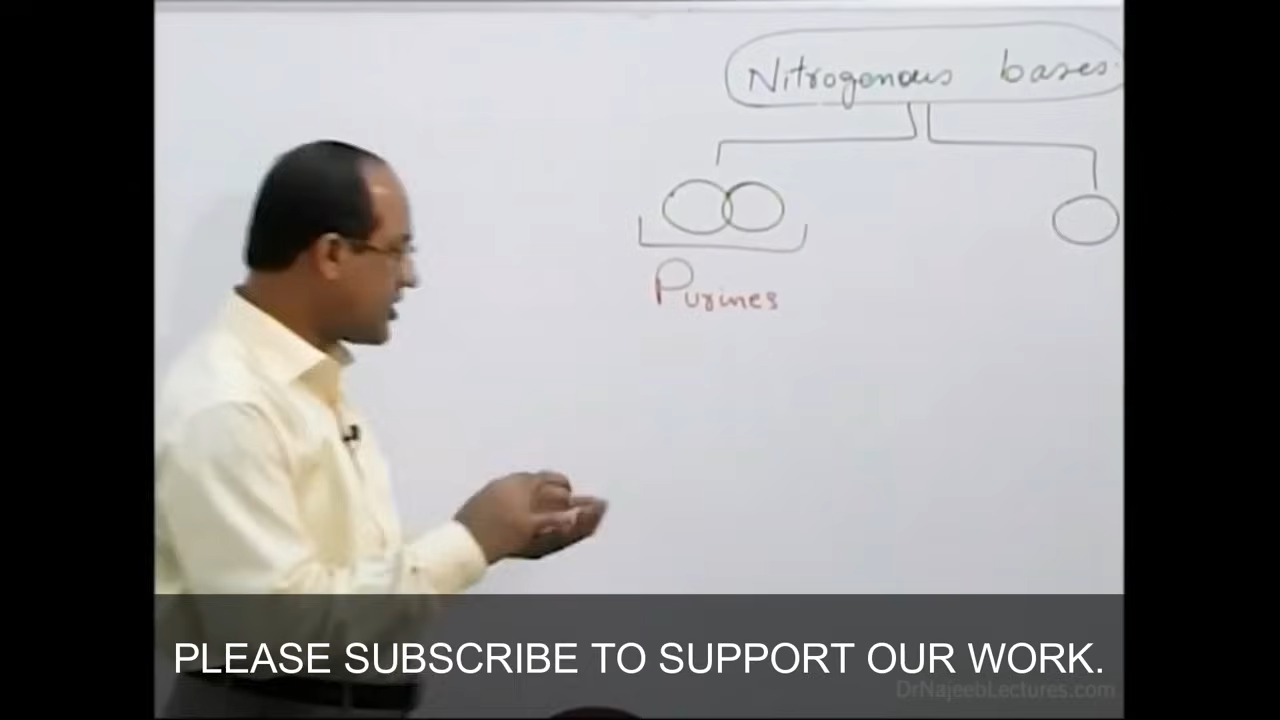 Nitrogenous bases.
Purines
PLEASE SUBSCRIBE TO SUPPORT OUR WORK.
DrNajeebLectures.com